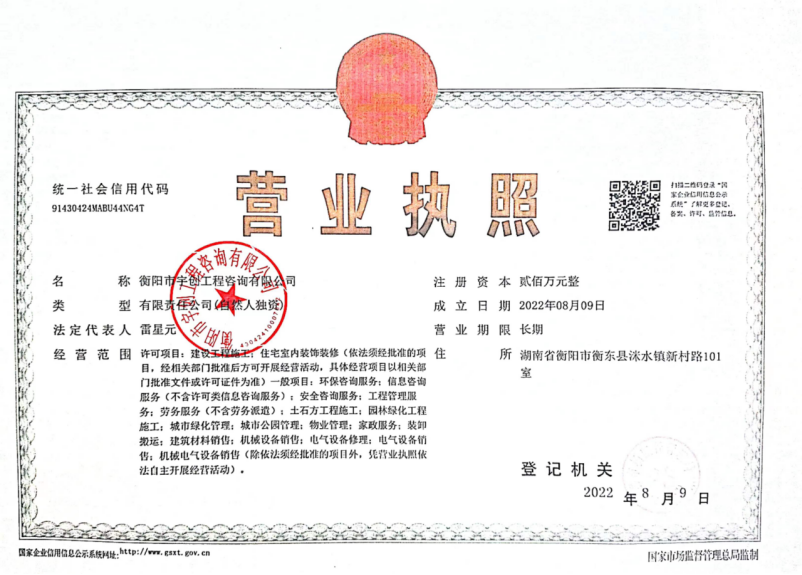 营业执照
统一社会信用代码
91430424MABU44NG4T
扫描二维码登录“国
家企业信用信息公示
系统”了解更多登记、
备案、许可、监管信息。
名 称 衡阳市宇创工程咨询有限公司
类 型 有限责任公司(自然人独资)
法定代表人 雷星元
经营范围 许可项目：建设工程施工；住宅室内装饰装修（依法须经批准的项
目，经相关部门批准后方可开展经营活动，具体经营项目以相关部
门批准文件或许可证件为准）一般项目：环保咨询服务；信息咨询
服务（不含许可类信息咨询服务）；安全咨询服务；工程管理服
务；劳务服务（不含劳务派遣）；土石方工程施工；园林绿化工程
施工；城市绿化管理；城市公园管理；物业管理；家政服务；装卸
搬运；建筑材料销售；机械设备销售；电气设备修理；电气设备销
售；机械电气设备销售（除依法须经批准的项目外，凭营业执照依
法自主开展经营活动）。
注册资本 贰佰万元整
成立日期 2022年08月09日
营业期限 长期
住 所 湖南省衡阳市衡东县洣水镇新村路101
室
衡阳市宇创工程咨询有限公司
登记机关
2022 年 8 月 9 日
国家企业信用信息公示系统网址：http://www.gsxt.gov.cn
国家市场监督管理总局监制